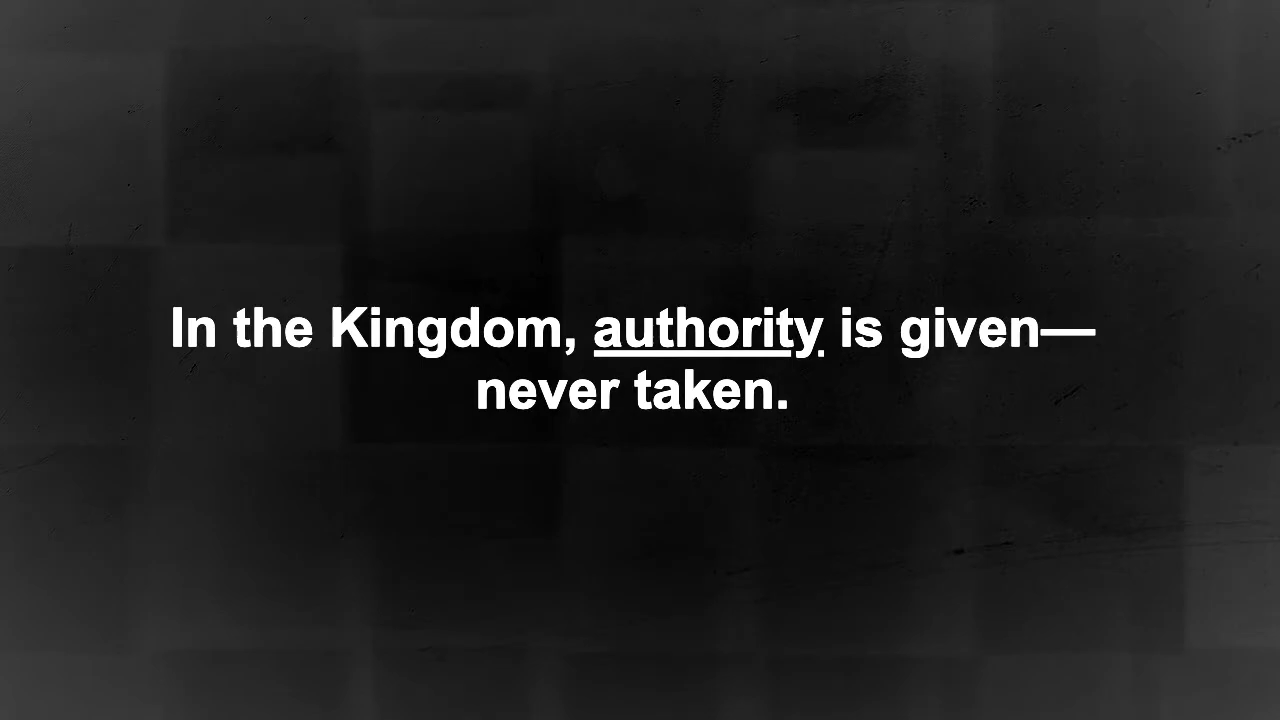 In the Kingdom, authority is given—
never taken.